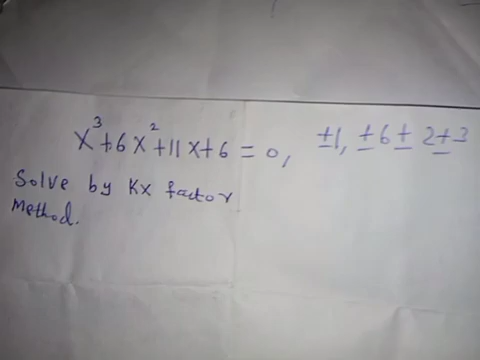 x³+6x²+11x+6=0, ±1, ±6 ± 2±3
Solve by Kx factor
Method.